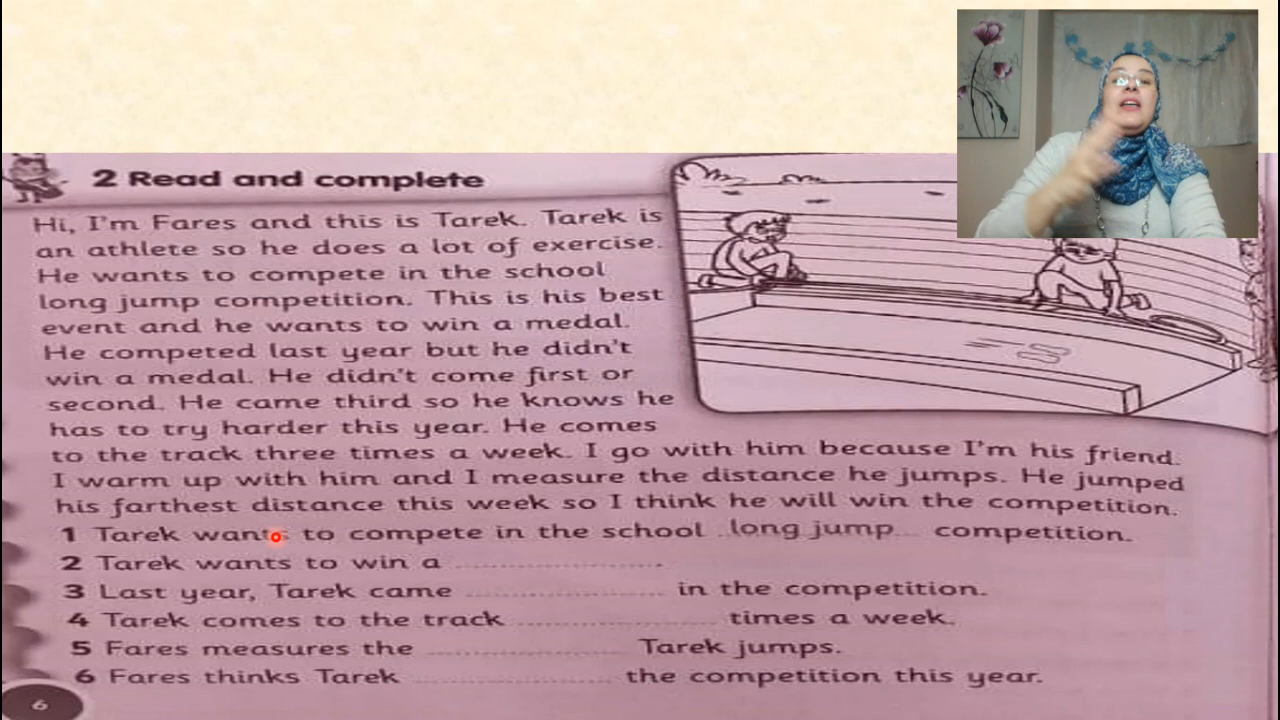 2 Read and complete
Hi, I'm Fares and this is Tarek. Tarek is
an athlete so he does a lot of exercise.
He wants to compete in the school
long jump competition. This is his best
event and he wants to win a medal.
He competed last year but he didn't
win a medal. He didn't come first or
second. He came third so he knows he
has to try harder this year. He comes
to the track three times a week. I go with him because I'm his friend.
I warm up with him and I measure the distance he jumps. He jumped
his farthest distance this week so I think he will win the competition.
1 Tarek wants to compete in the school ..long jump.... competition.
2 Tarek wants to win a ........................
3 Last year, Tarek came ........................ in the competition.
4 Tarek comes to the track ........................ times a week.
5 Fares measures the ........................ Tarek jumps.
6 Fares thinks Tarek ........................ the competition this year.
6